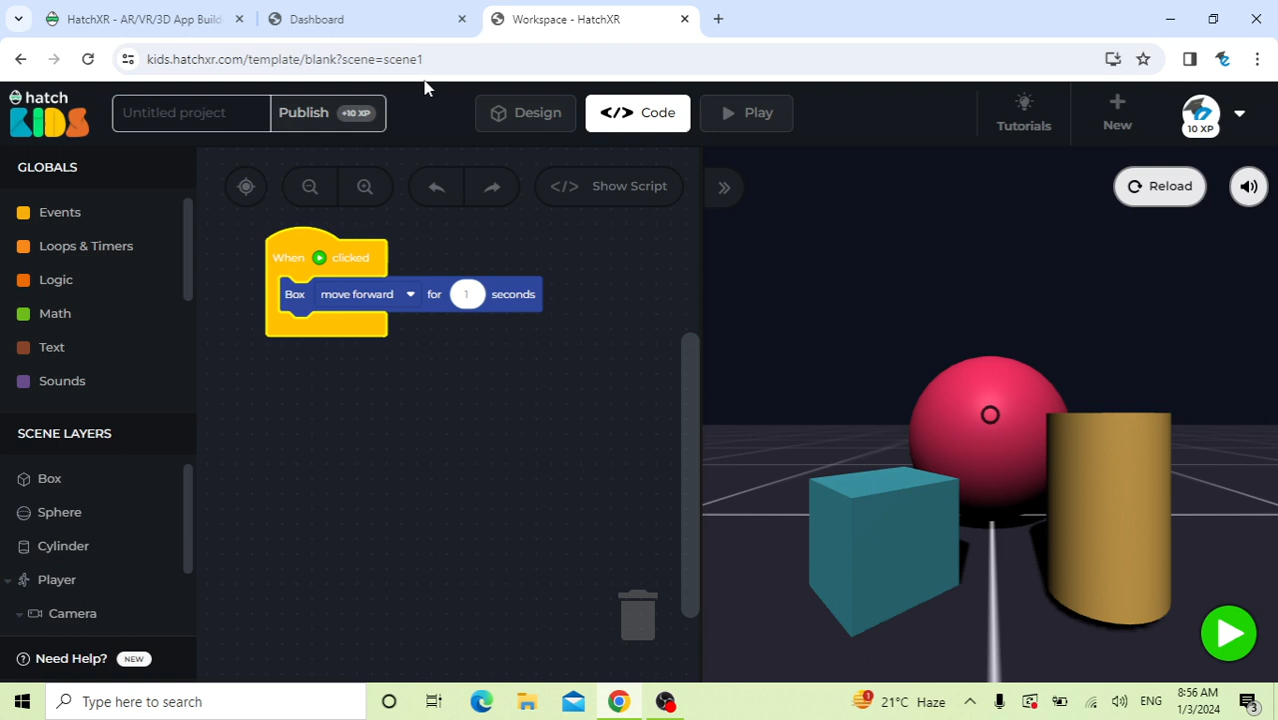 HatchXR - AR/VR/3D App Build
Dashboard
Workspace - HatchXR
kids.hatchxr.com/template/blank?scene=scene1
hatch
KIDS
Untitled project
Publish +10 XP
Design
</> Code
Play
Tutorials
New
10 XP
GLOBALS
Events
Loops & Timers
Logic
Math
Text
Sounds
</> Show Script
Reload
When clicked
Box move forward for 1 seconds
SCENE LAYERS
Box
Sphere
Cylinder
Player
Camera
Need Help? NEW
Type here to search
1
21°C Haze
ENG
8:56 AM
1/3/2024
3